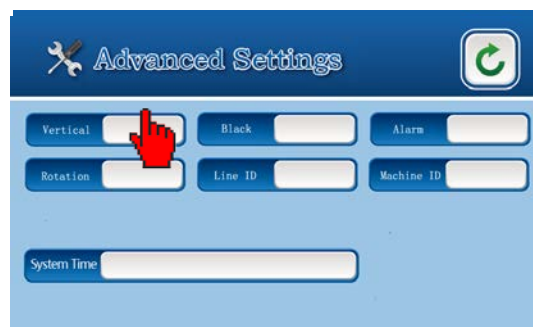 Advanced Settings
Vertical
Black
Alarm
Rotation
Line ID
Machine ID
System Time